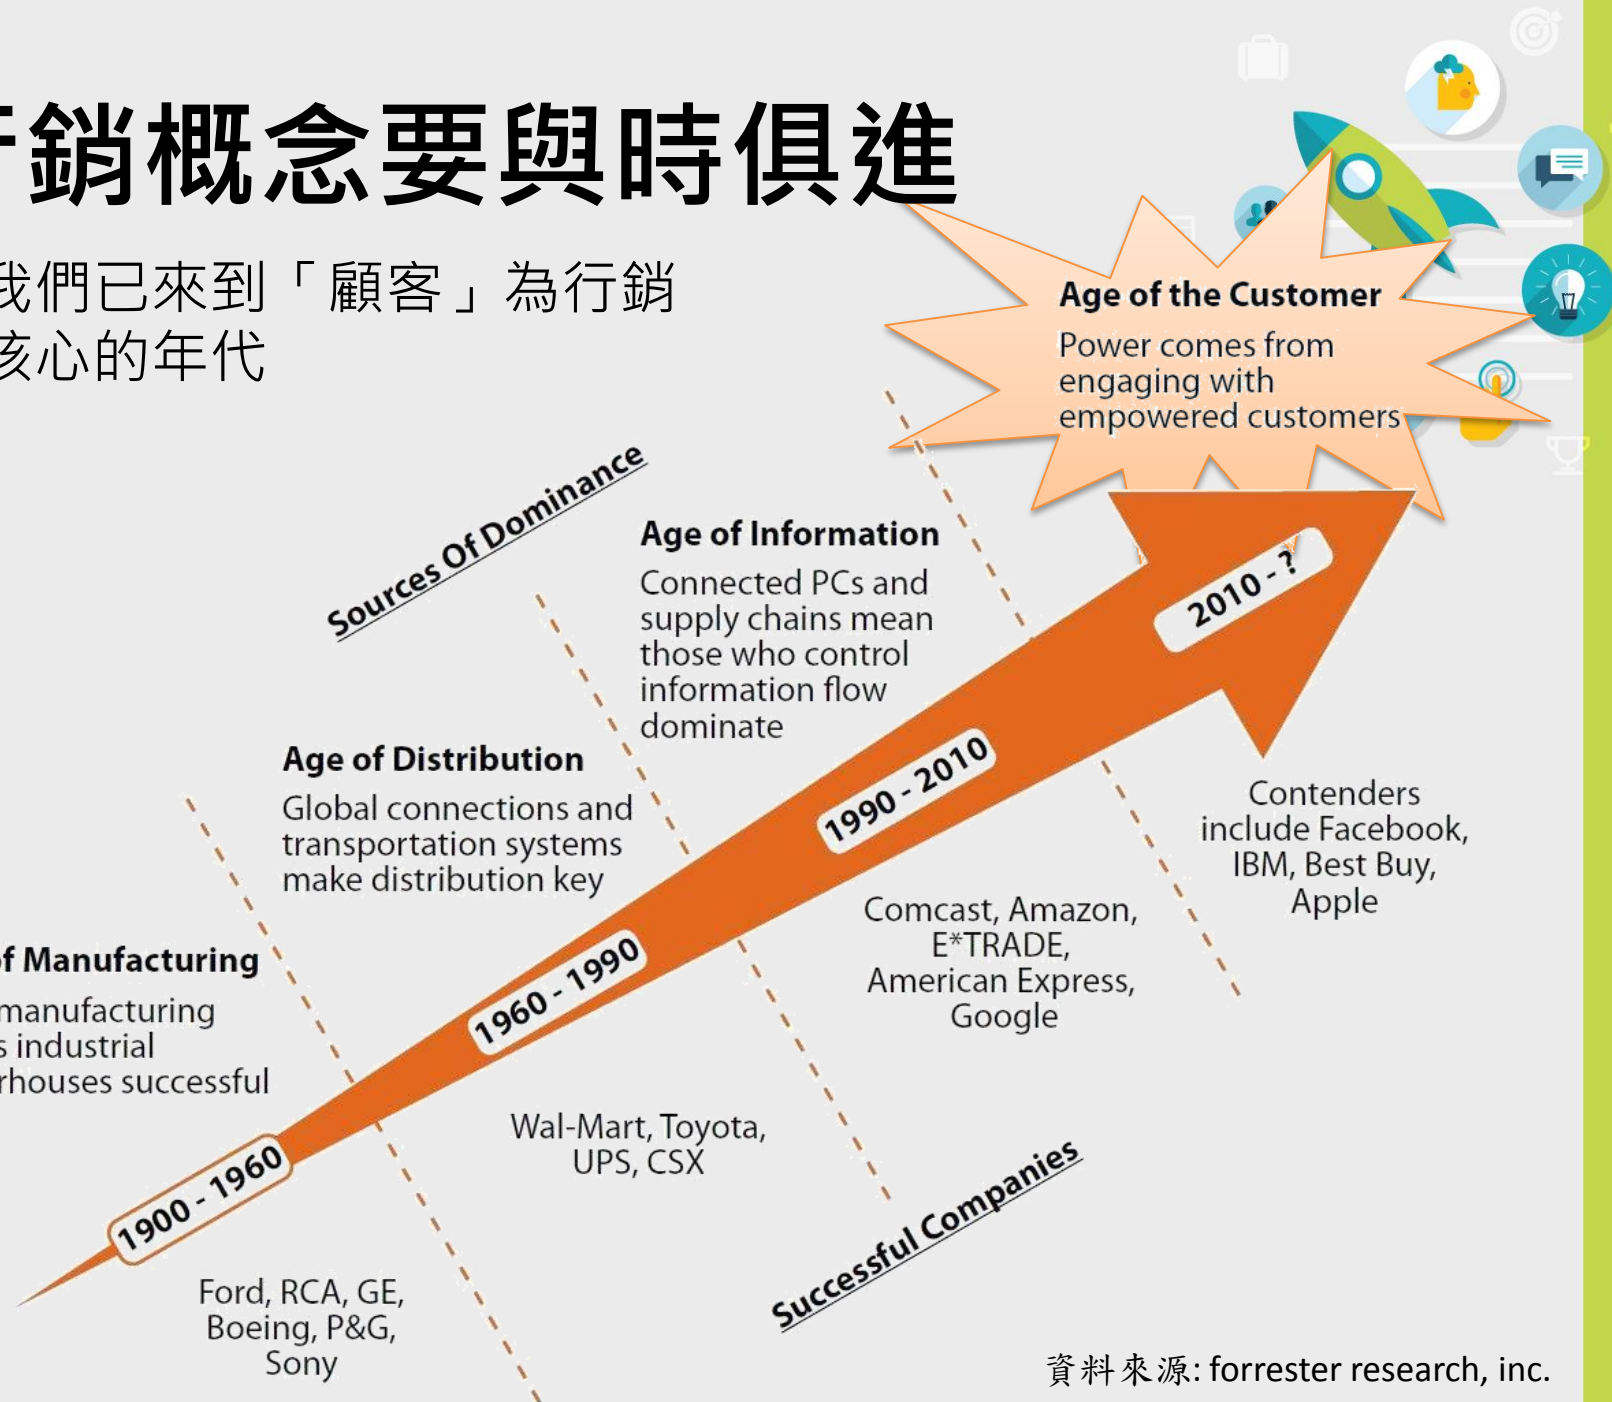 銷概念要與時俱進
我們已來到「顧客」為行銷
核心的年代
Age of the Customer
Power comes from
engaging with
empowered customers
Sources Of Dominance
Age of Information
Connected PCs and
supply chains mean
those who control
information flow
dominate
2010 - ?
Age of Distribution
Global connections and
transportation systems
make distribution key
1990 - 2010
Contenders
include Facebook,
IBM, Best Buy,
Apple
of Manufacturing
manufacturing
s industrial
rhouses successful
1960 - 1990
Comcast, Amazon,
E*TRADE,
American Express,
Google
1900 - 1960
Wal-Mart, Toyota,
UPS, CSX
Successful Companies
Ford, RCA, GE,
Boeing, P&G,
Sony
資料來源: forrester research, inc.